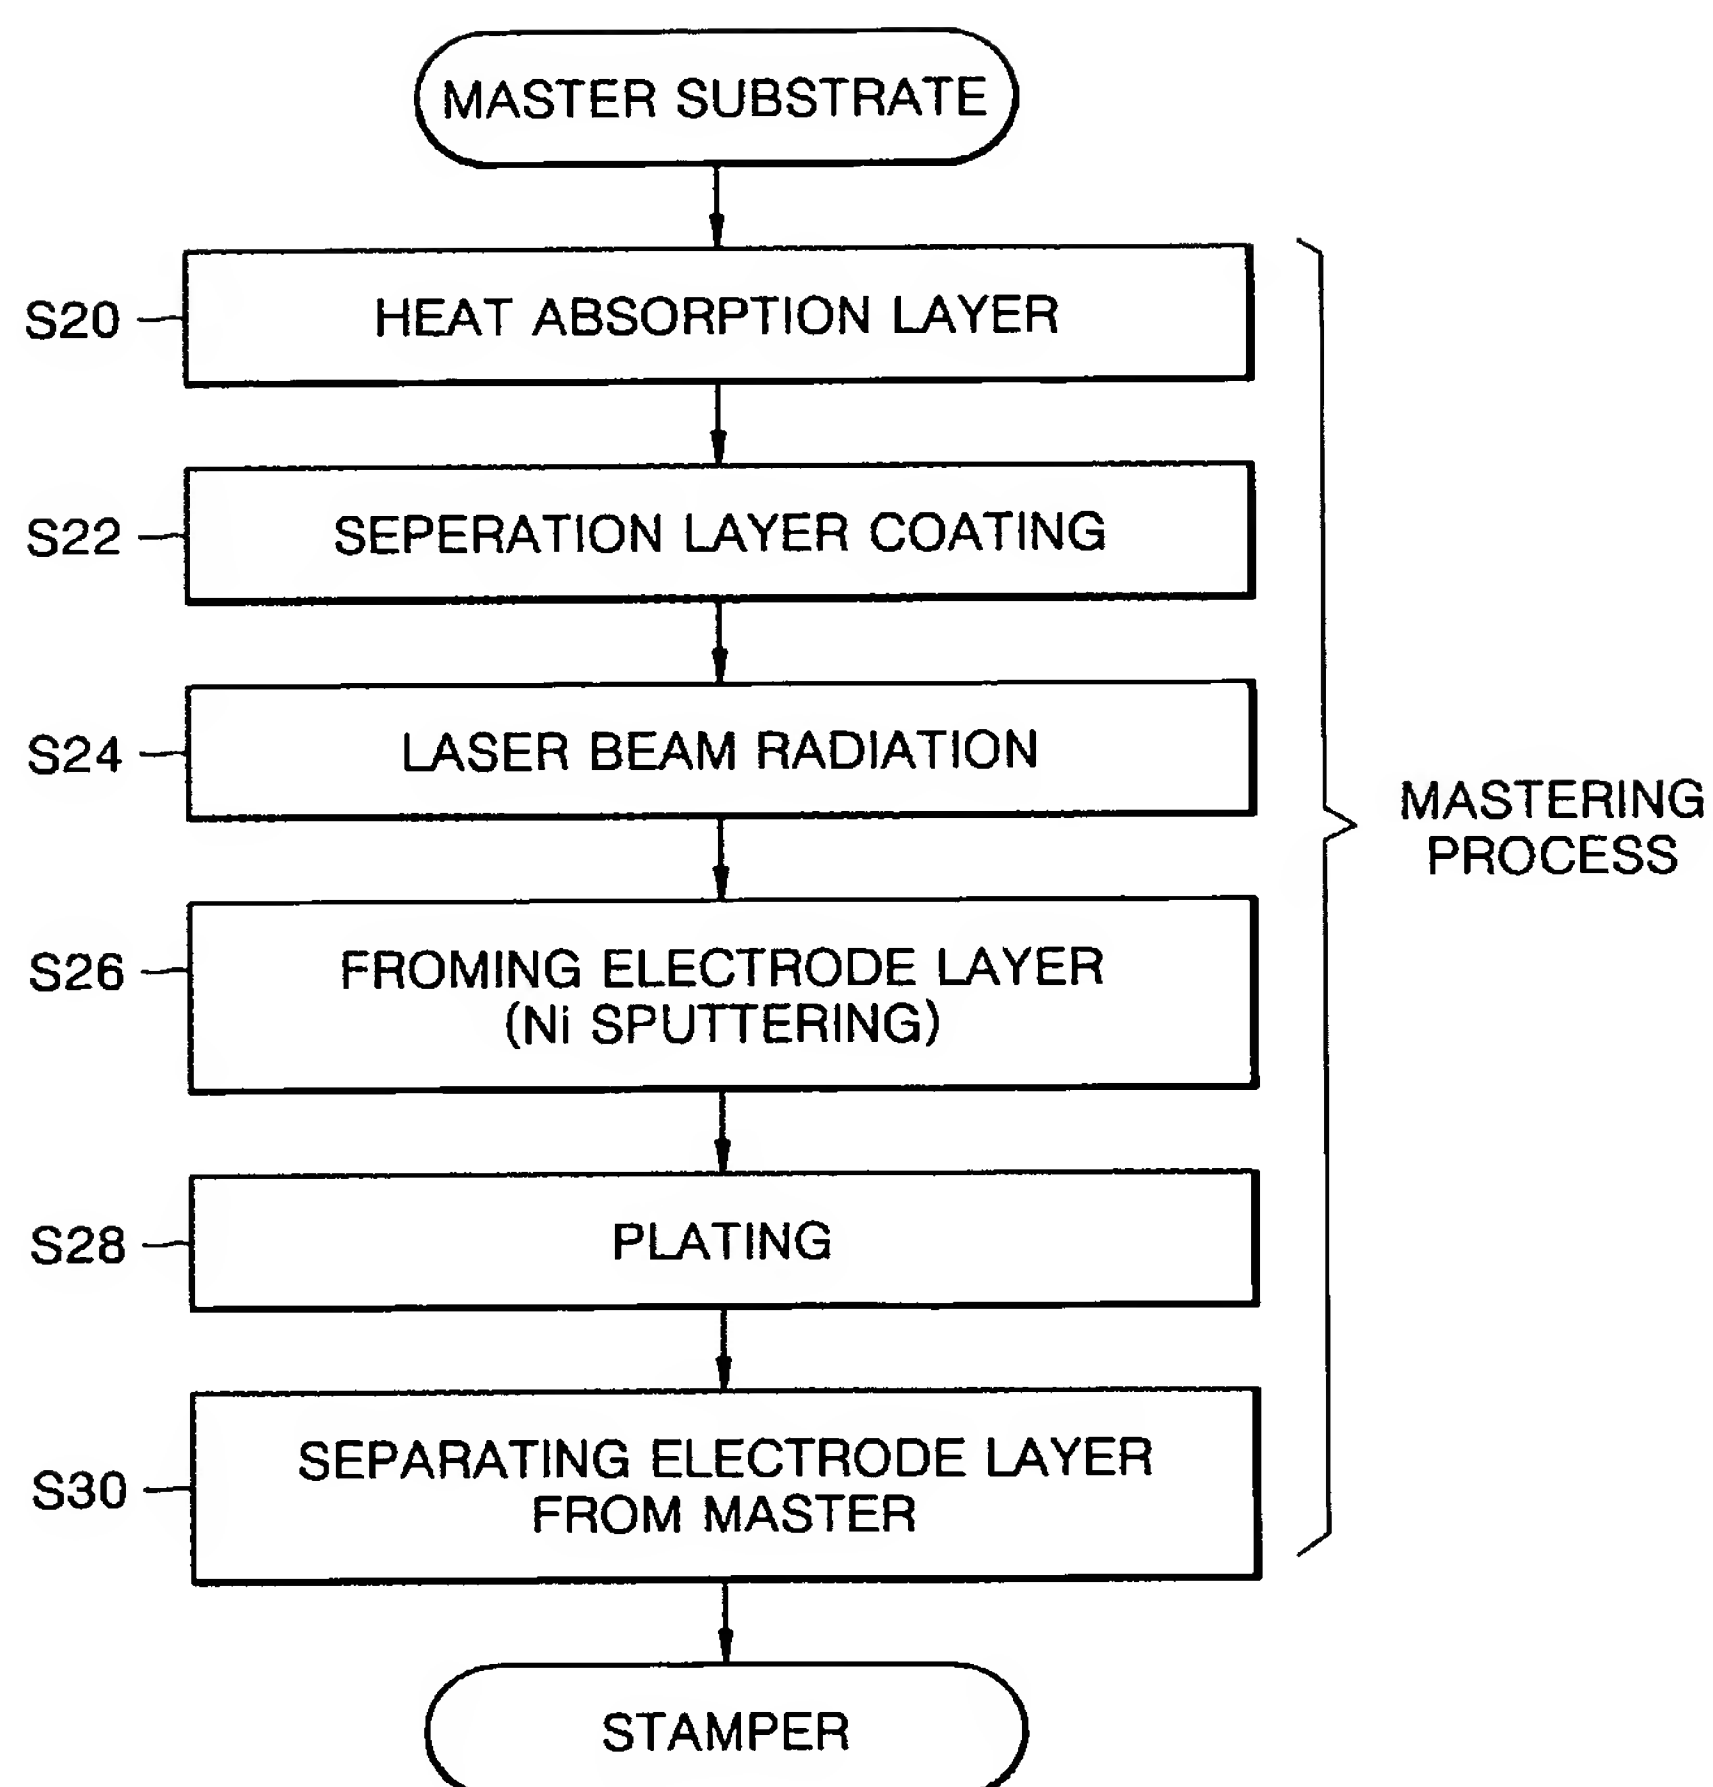 MASTER SUBSTRATE
S20
HEAT ABSORPTION LAYER
S22
SEPERATION LAYER COATING
S24
LASER BEAM RADIATION
MASTERING
PROCESS
S26
FROMING ELECTRODE LAYER
(Ni SPUTTERING)
S28
PLATING
S30
SEPARATING ELECTRODE LAYER
FROM MASTER
STAMPER